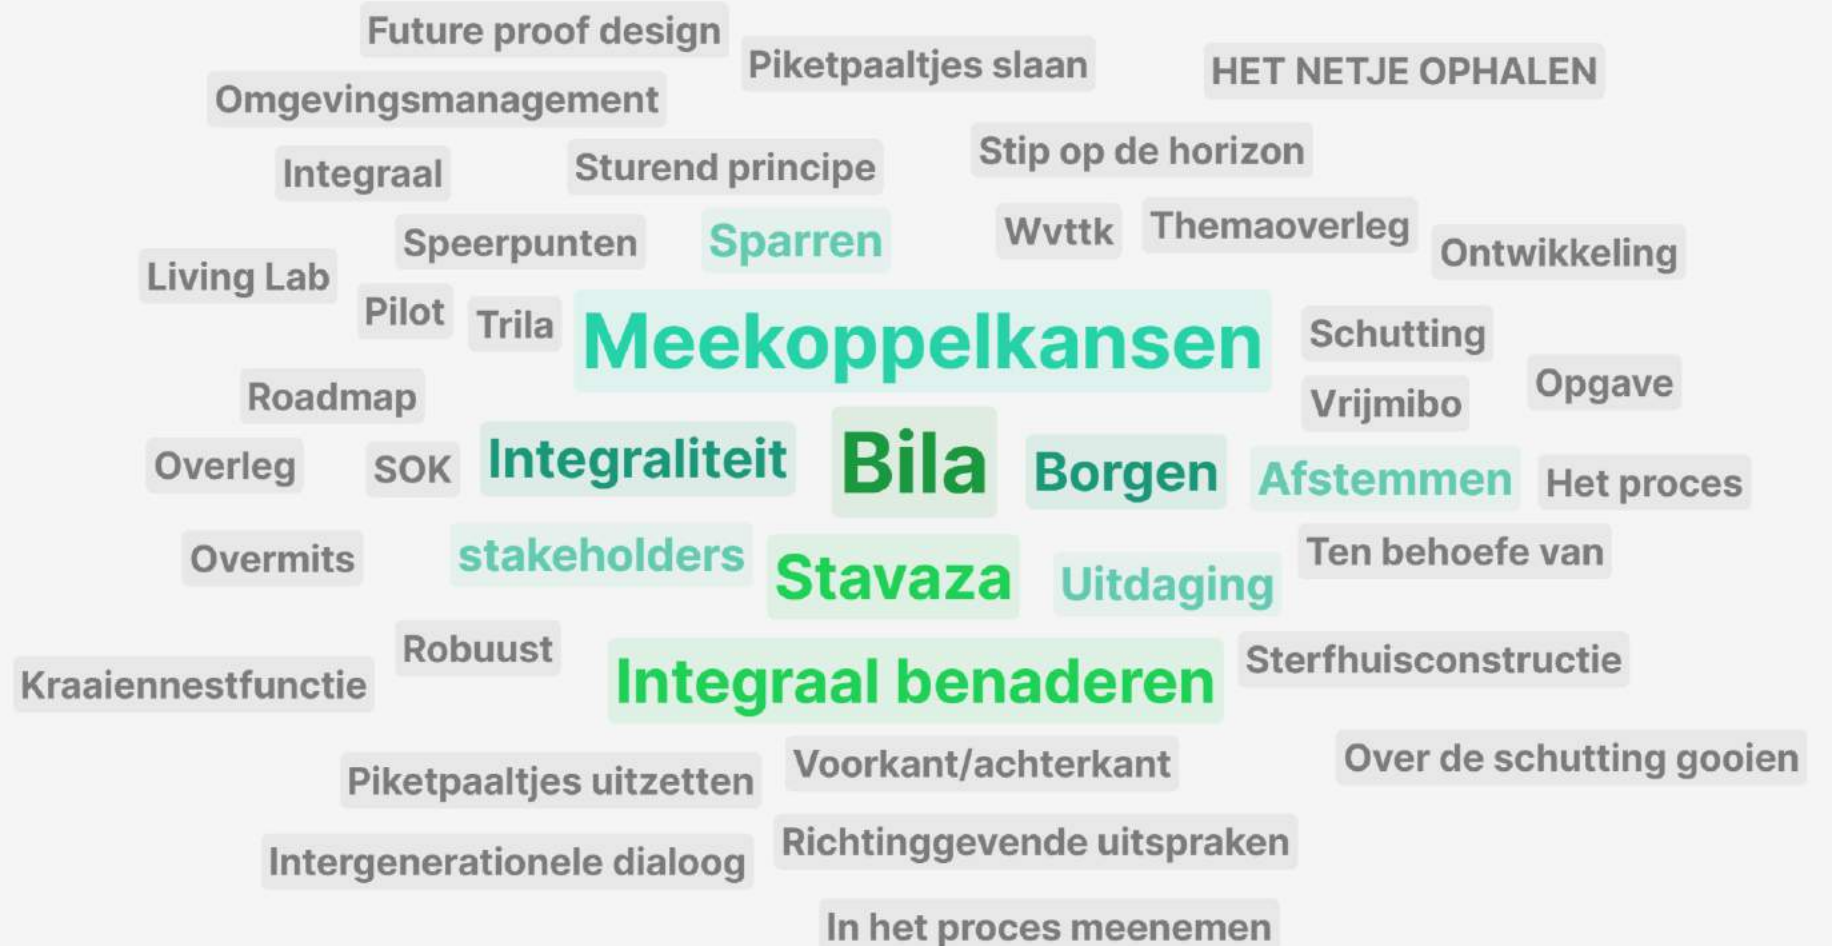 Future proof design
Piketpaaltjes slaan
HET NETJE OPHALEN
Omgevingsmanagement
Stip op de horizon
Integraal
Sturend principe
Speerpunten
Sparren
Wvttk
Themaoverleg
Ontwikkeling
Living Lab
Pilot
Trila
Meekoppelkansen
Schutting
Roadmap
Vrijmibo
Opgave
Overleg
SOK
Integraliteit
Bila
Borgen
Afstemmen
Het proces
Overmits
stakeholders
Stavaza
Uitdaging
Ten behoefe van
Kraaiennestfunctie
Robuust
Integraal benaderen
Sterfhuisconstructie
Piketpaaltjes uitzetten
Voorkant/achterkant
Over de schutting gooien
Intergenerationele dialoog
Richtinggevende uitspraken
In het proces meenemen